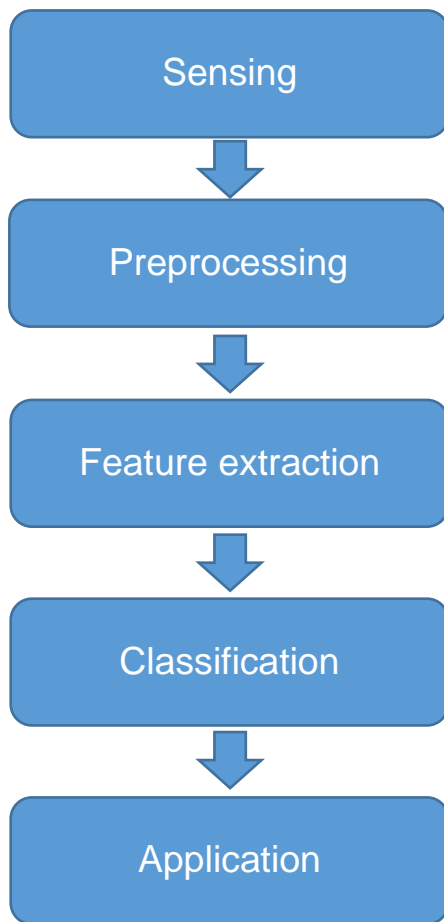 Sensing
Preprocessing
Feature extraction
Classification
Application